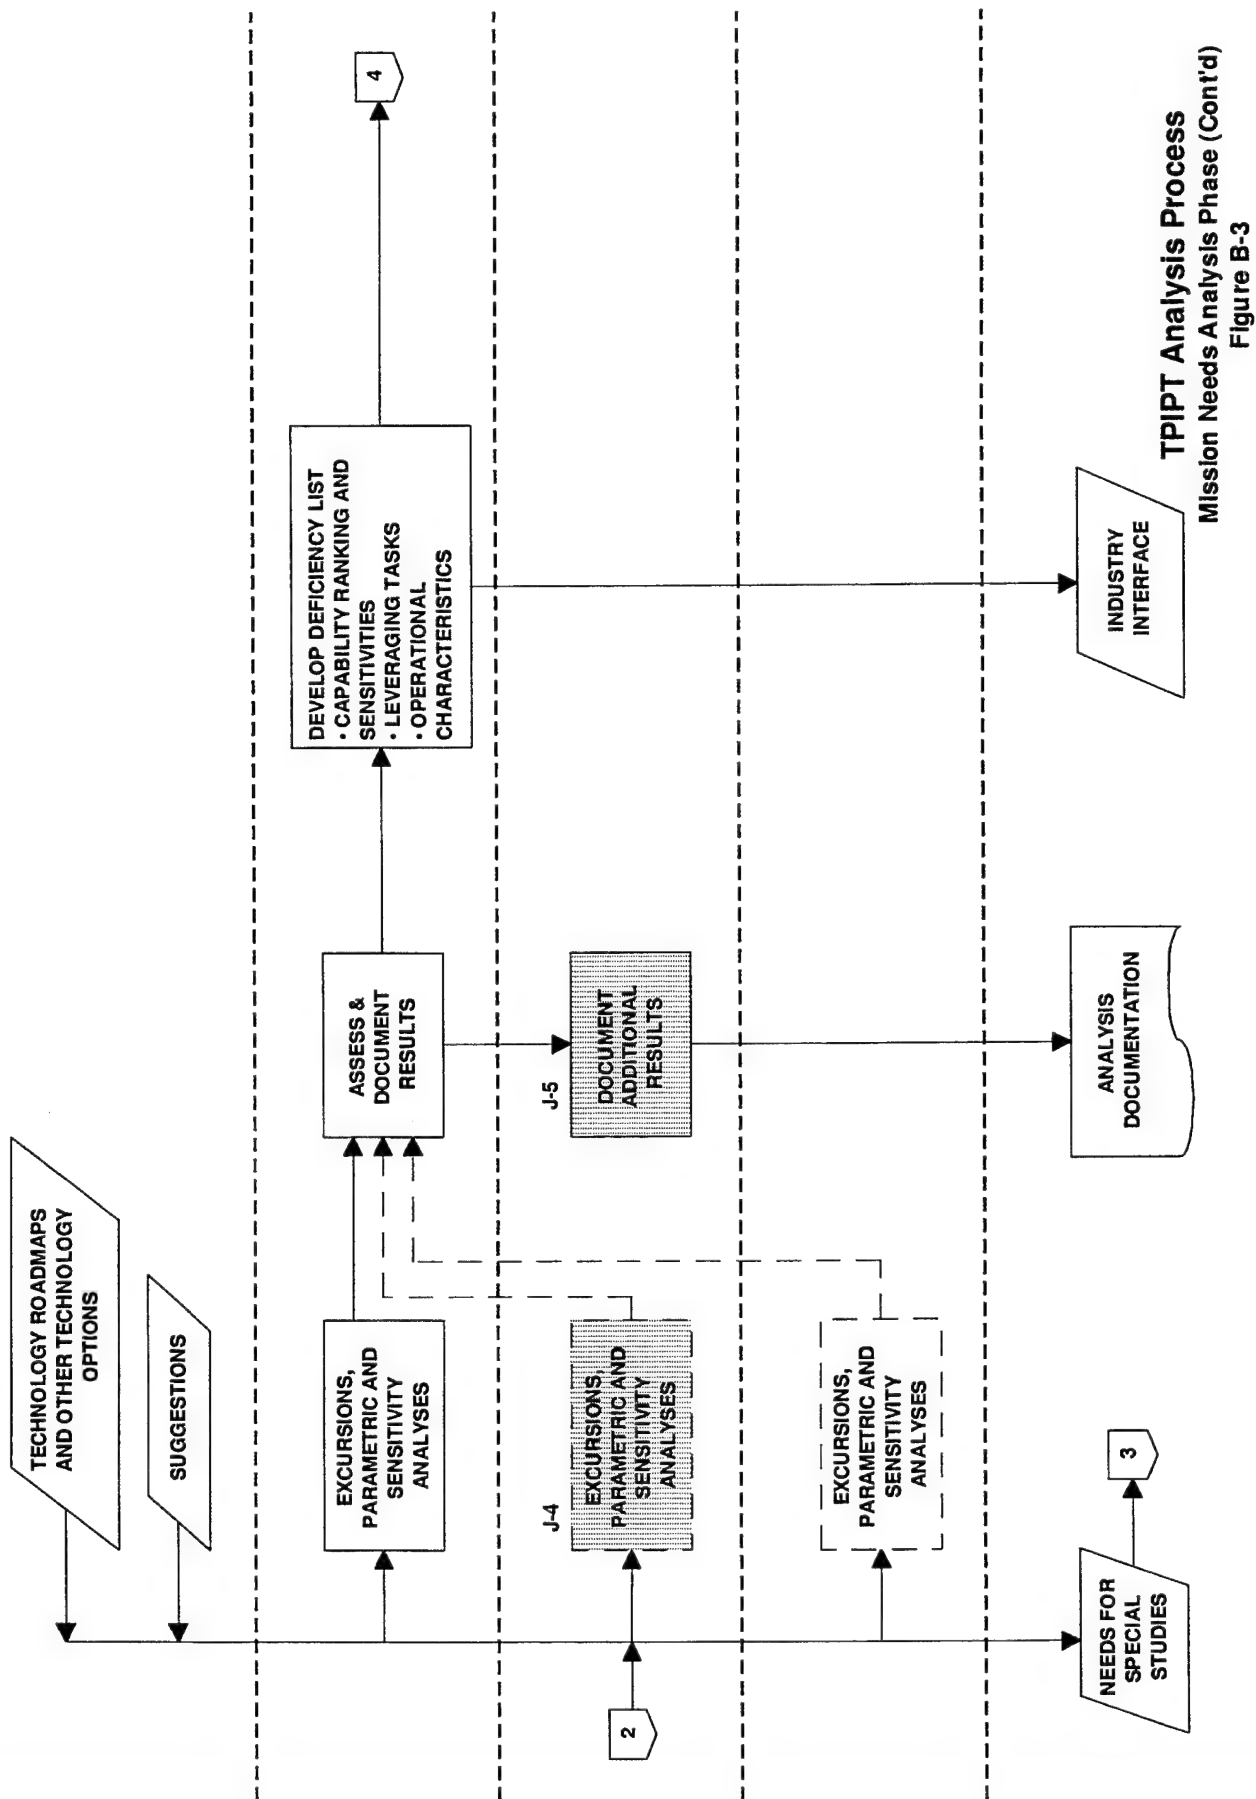 TECHNOLOGY ROADMAPS
AND OTHER TECHNOLOGY
OPTIONS
SUGGESTIONS
EXCURSIONS,
PARAMETRIC AND
SENSITIVITY
ANALYSES
ASSESS &
DOCUMENT
RESULTS
DEVELOP DEFICIENCY LIST
• CAPABILITY RANKING AND
SENSITIVITIES
• LEVERAGING TASKS
• OPERATIONAL
CHARACTERISTICS
4
2
J-4
EXCURSIONS,
PARAMETRIC AND
SENSITIVITY
ANALYSES
J-5
DOCUMENT
ADDITIONAL
RESULTS
EXCURSIONS,
PARAMETRIC AND
SENSITIVITY
ANALYSES
NEEDS FOR
SPECIAL
STUDIES
3
ANALYSIS
DOCUMENTATION
INDUSTRY
INTERFACE
TPIPT Analysis Process
Mission Needs Analysis Phase (Cont'd)
Figure B-3